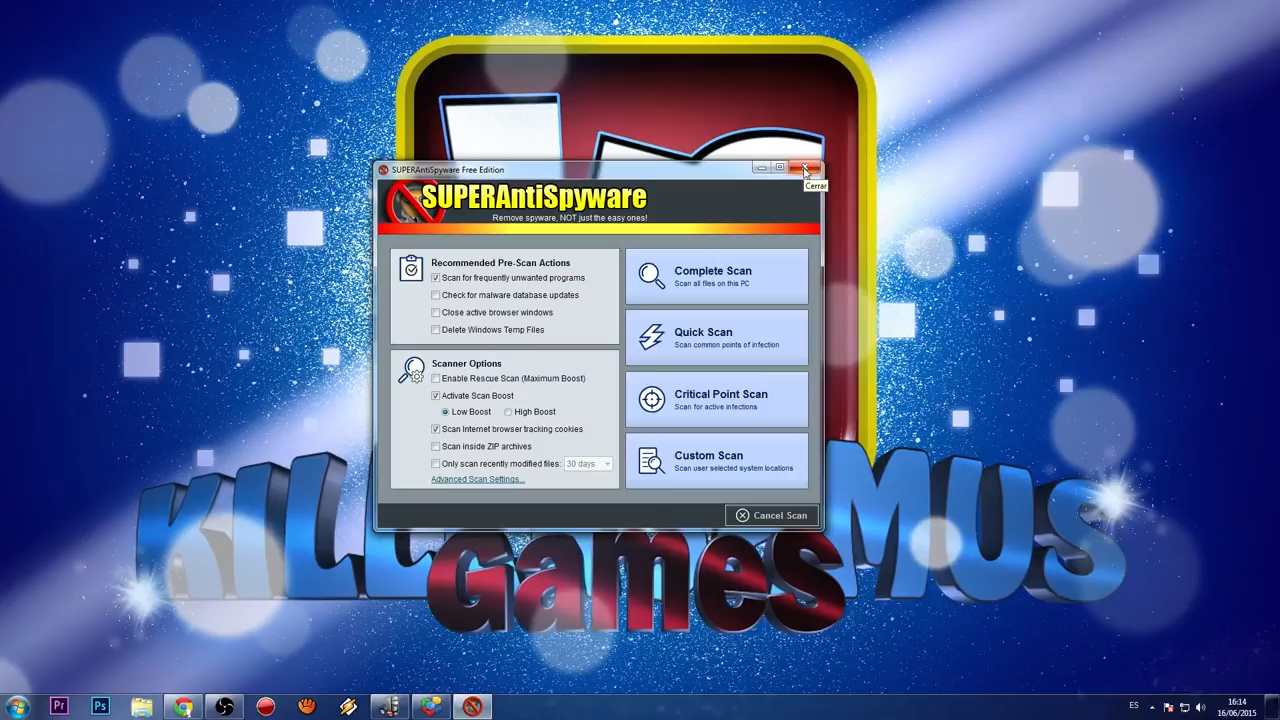 SUPERAntiSpyware Free Edition
Cerrar
SUPERAntiSpyware
Remove spyware, NOT just the easy ones!
Recommended Pre-Scan Actions
Scan for frequently unwanted programs
Check for malware database updates
Close active browser windows
Delete Windows Temp Files
Scanner Options
Enable Rescue Scan (Maximum Boost)
Activate Scan Boost
Low Boost High Boost
Scan Internet browser tracking cookies
Scan inside ZIP archives
Only scan recently modified files: 30 days
Advanced Scan Settings...
Complete Scan
Scan all files on this PC
Quick Scan
Scan common points of infection
Critical Point Scan
Scan for active infections
Custom Scan
Scan user selected system locations
Cancel Scan
Games
Pr
Ps
ES
16:14
16/06/2015